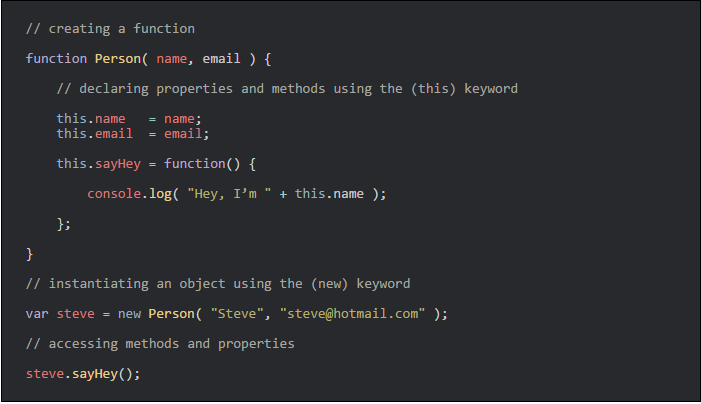 // creating a function
function Person( name, email ) {
// declaring properties and methods using the (this) keyword
this.name   = name;
this.email  = email;
this.sayHey = function() {
console.log( "Hey, I’m " + this.name );
};
}
// instantiating an object using the (new) keyword
var steve = new Person( "Steve", "steve@hotmail.com" );
// accessing methods and properties
steve.sayHey();